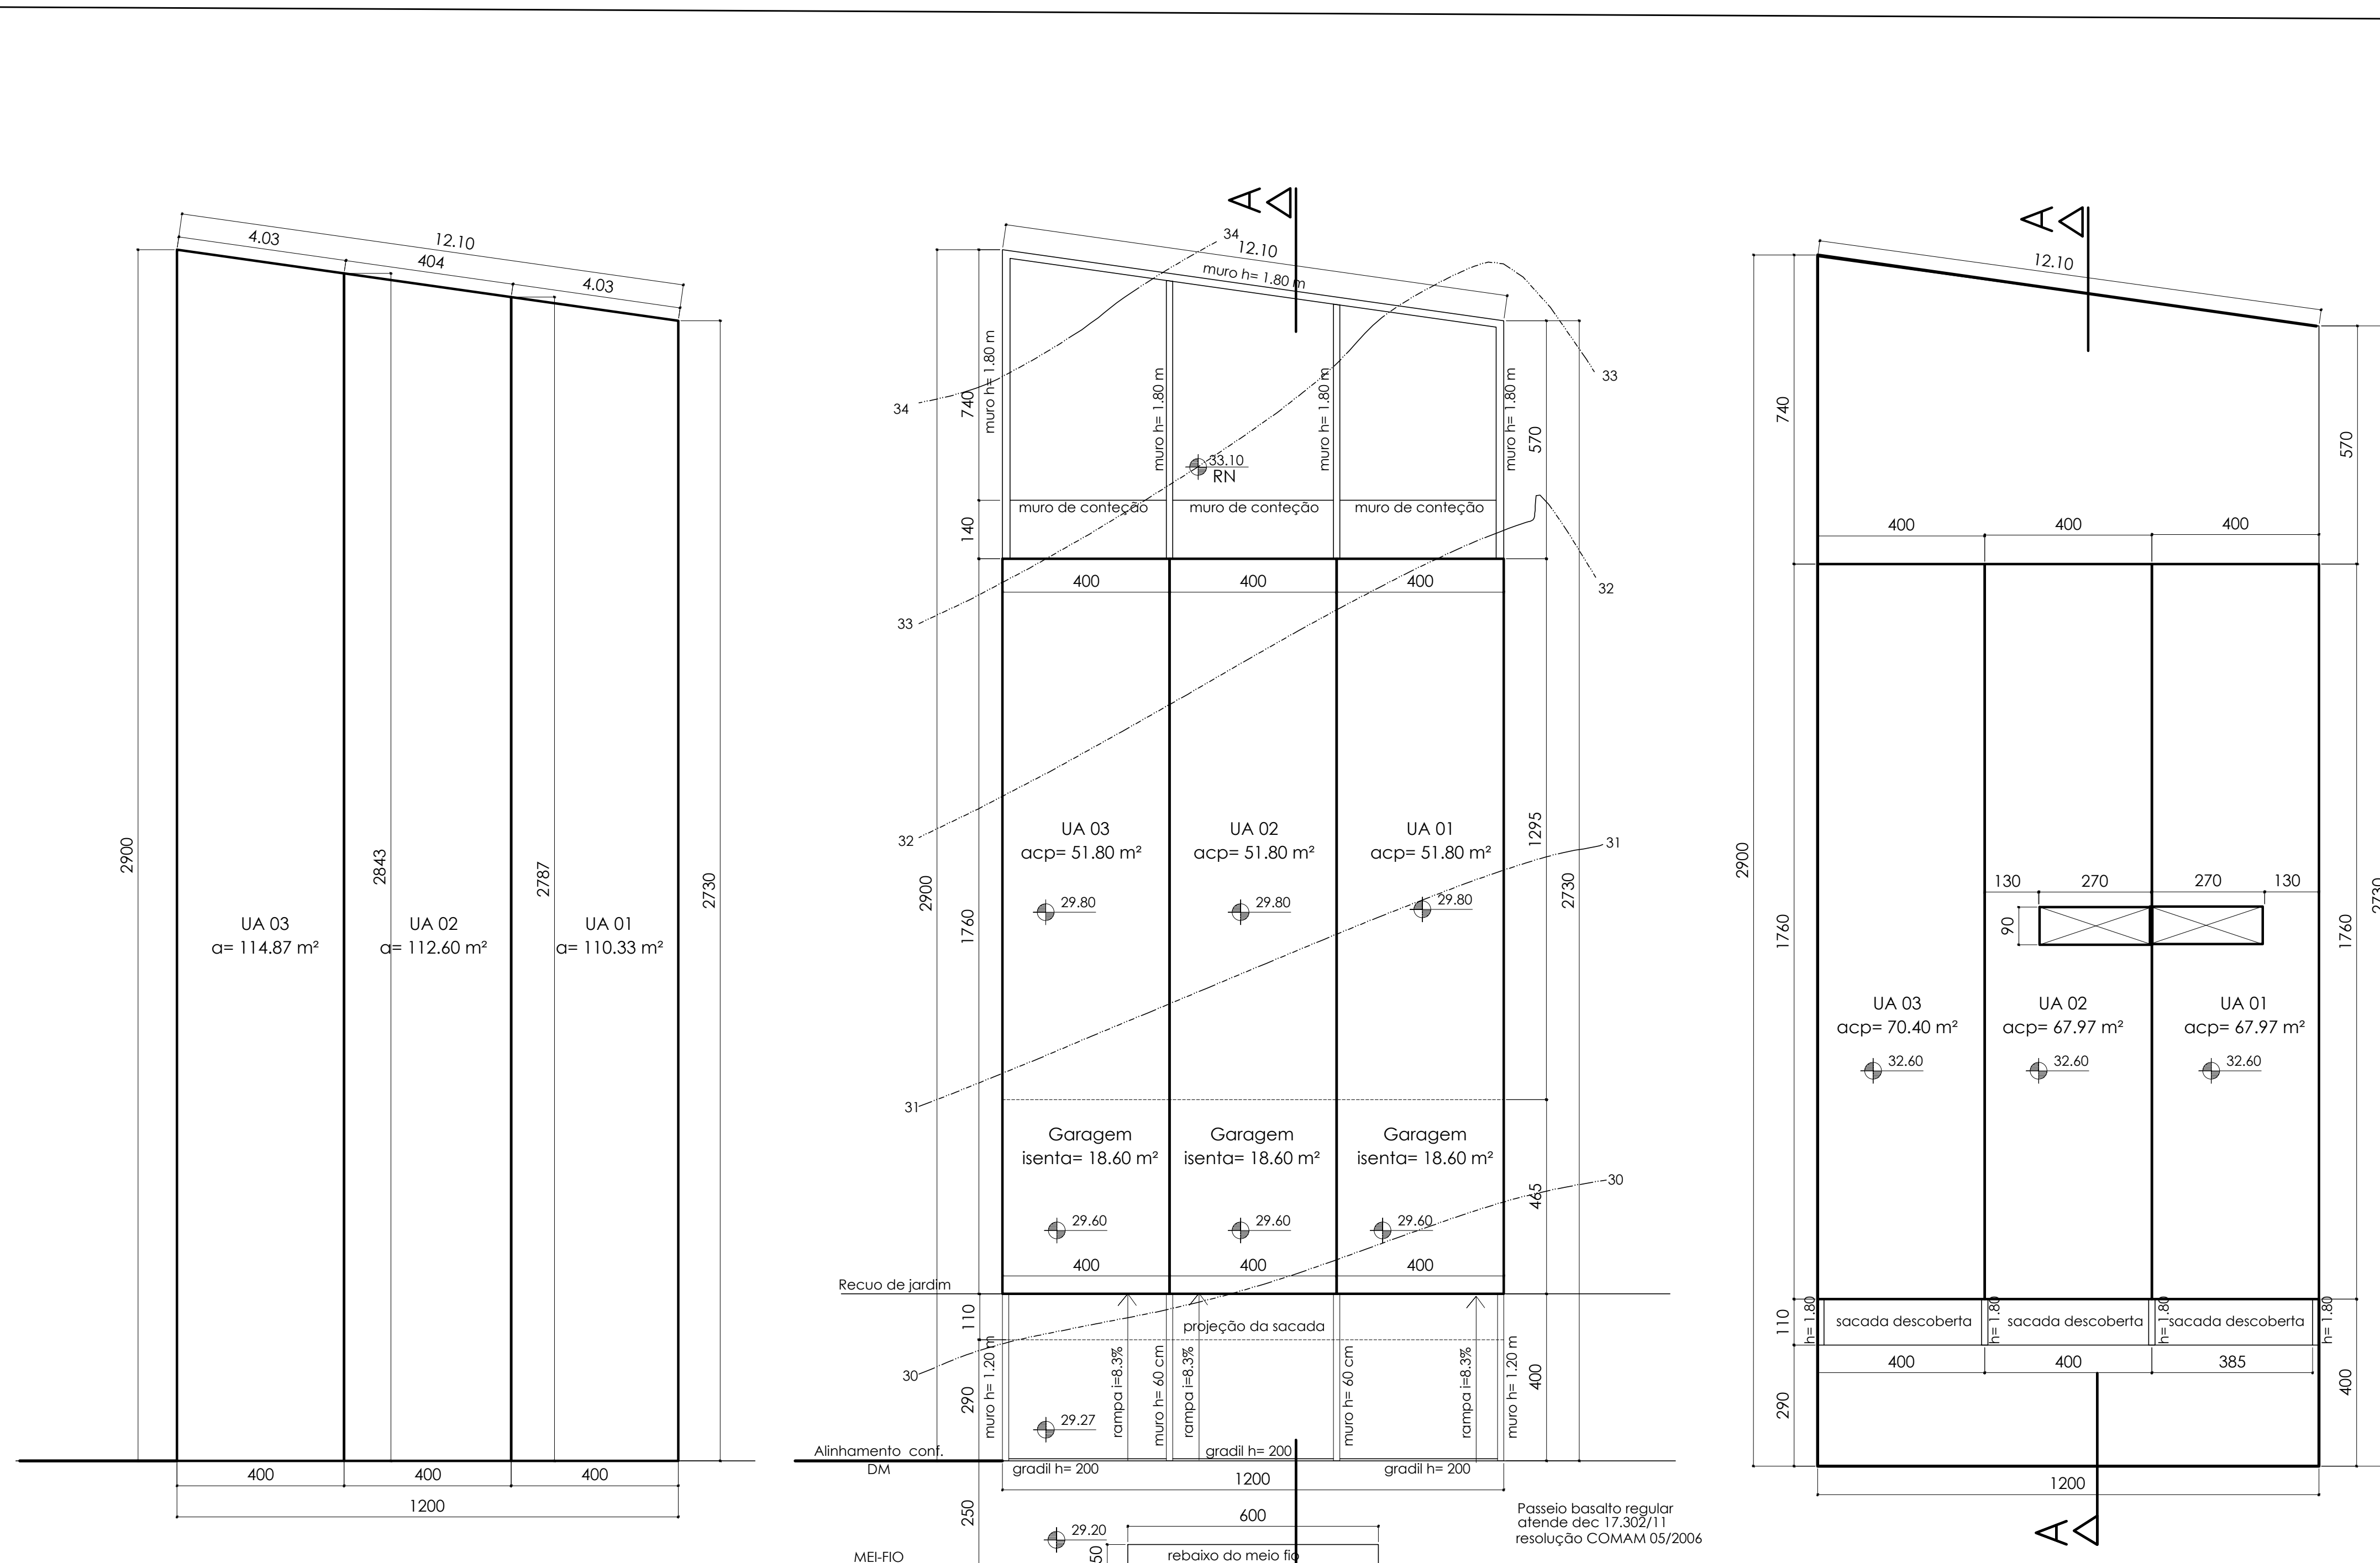 4.03
12.10
404
4.03
2900
2843
2787
2730
UA 03
a= 114.87 m²
UA 02
a= 112.60 m²
UA 01
a= 110.33 m²
400
400
400
1200
A
34
12.10
muro h= 1.80 m
34
740
muro h= 1.80 m
muro h= 1.80 m
muro h= 1.80 m
muro h= 1.80 m
33
570
33.10
RN
140
muro de conteção
muro de conteção
muro de conteção
400
400
400
32
33
32
UA 03
acp= 51.80 m²
UA 02
acp= 51.80 m²
UA 01
acp= 51.80 m²
1295
31
2900
1760
29.80
29.80
29.80
2730
31
Garagem
isenta= 18.60 m²
Garagem
isenta= 18.60 m²
Garagem
isenta= 18.60 m²
30
465
29.60
29.60
29.60
400
400
400
Recuo de jardim
110
projeção da sacada
30
290
muro h= 1.20 m
rampa i=8.3%
muro h= 60 cm
rampa i=8.3%
muro h= 60 cm
rampa i=8.3%
muro h= 1.20 m
400
29.27
Alinhamento conf.
DM
gradil h= 200
gradil h= 200
gradil h= 200
1200
250
600
29.20
50
MEI-FIO
rebaixo do meio fio
Passeio basalto regular
atende dec 17.302/11
resolução COMAM 05/2006
A
12.10
740
570
400
400
400
2900
1760
130
270
270
130
90
1760
2730
UA 03
acp= 70.40 m²
UA 02
acp= 67.97 m²
UA 01
acp= 67.97 m²
32.60
32.60
32.60
110
h= 1.80
sacada descoberta
h= 1.80
sacada descoberta
h= 1.80
sacada descoberta
h= 1.80
400
400
385
290
400
1200
A